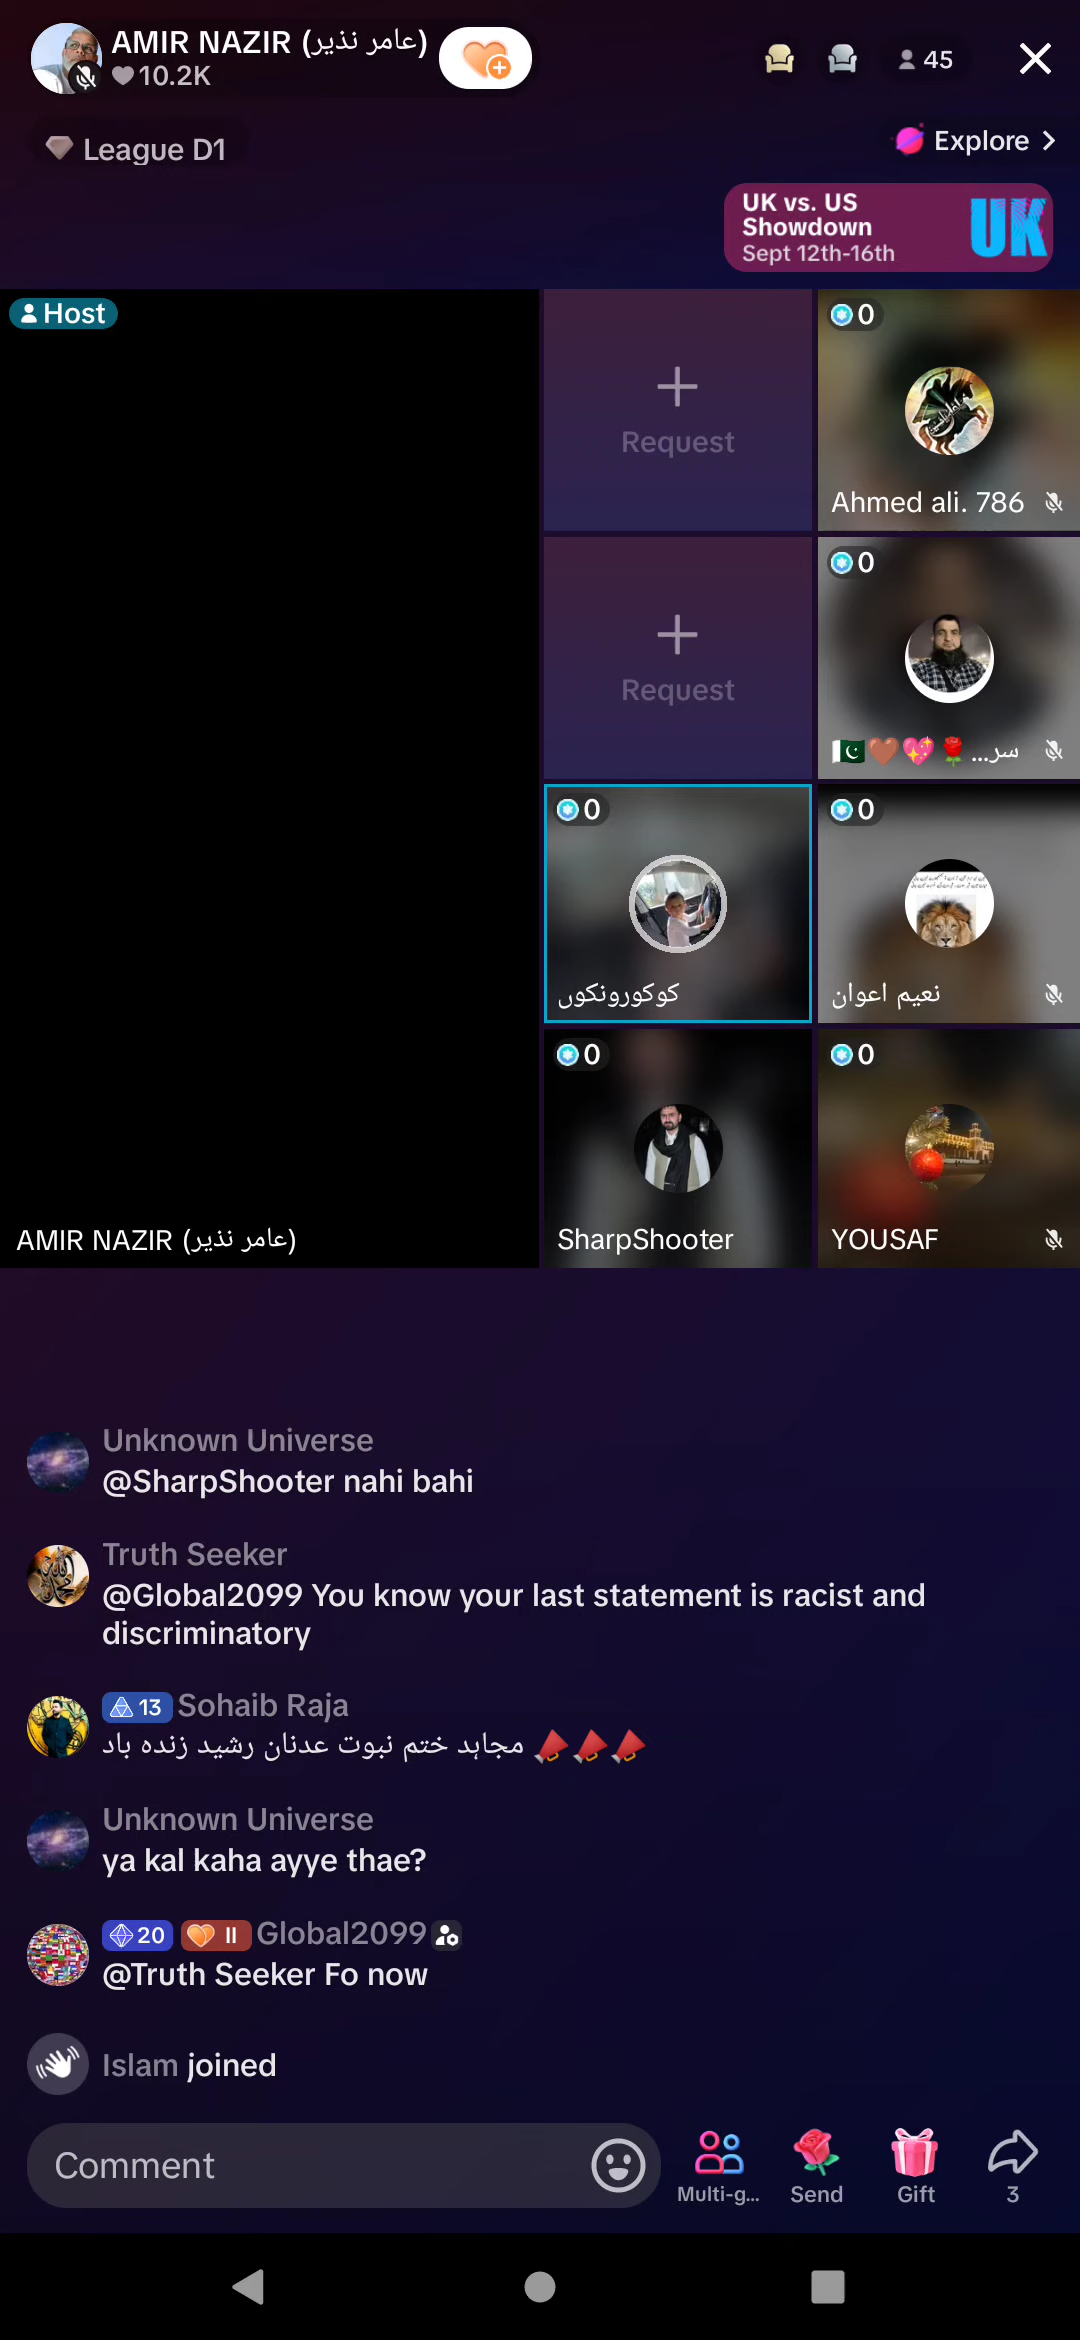 AMIR NAZIR (عامر نذیر)
10.2K
45
League D1
Explore
UK vs. US
Showdown
Sept 12th-16th
UK
Host
Request
0
Ahmed ali. 786
Request
0
سر...
0
کوکورونکوں
0
نعیم اعوان
0
SharpShooter
0
YOUSAF
AMIR NAZIR (عامر نذیر)
Unknown Universe
@SharpShooter nahi bahi
Truth Seeker
@Global2099 You know your last statement is racist and
discriminatory
13 Sohaib Raja
مجاہد ختم نبوت عدنان رشید زندہ باد
Unknown Universe
ya kal kaha ayye thae?
20 II Global2099
@Truth Seeker Fo now
Islam joined
Comment
Multi-g...
Send
Gift
3